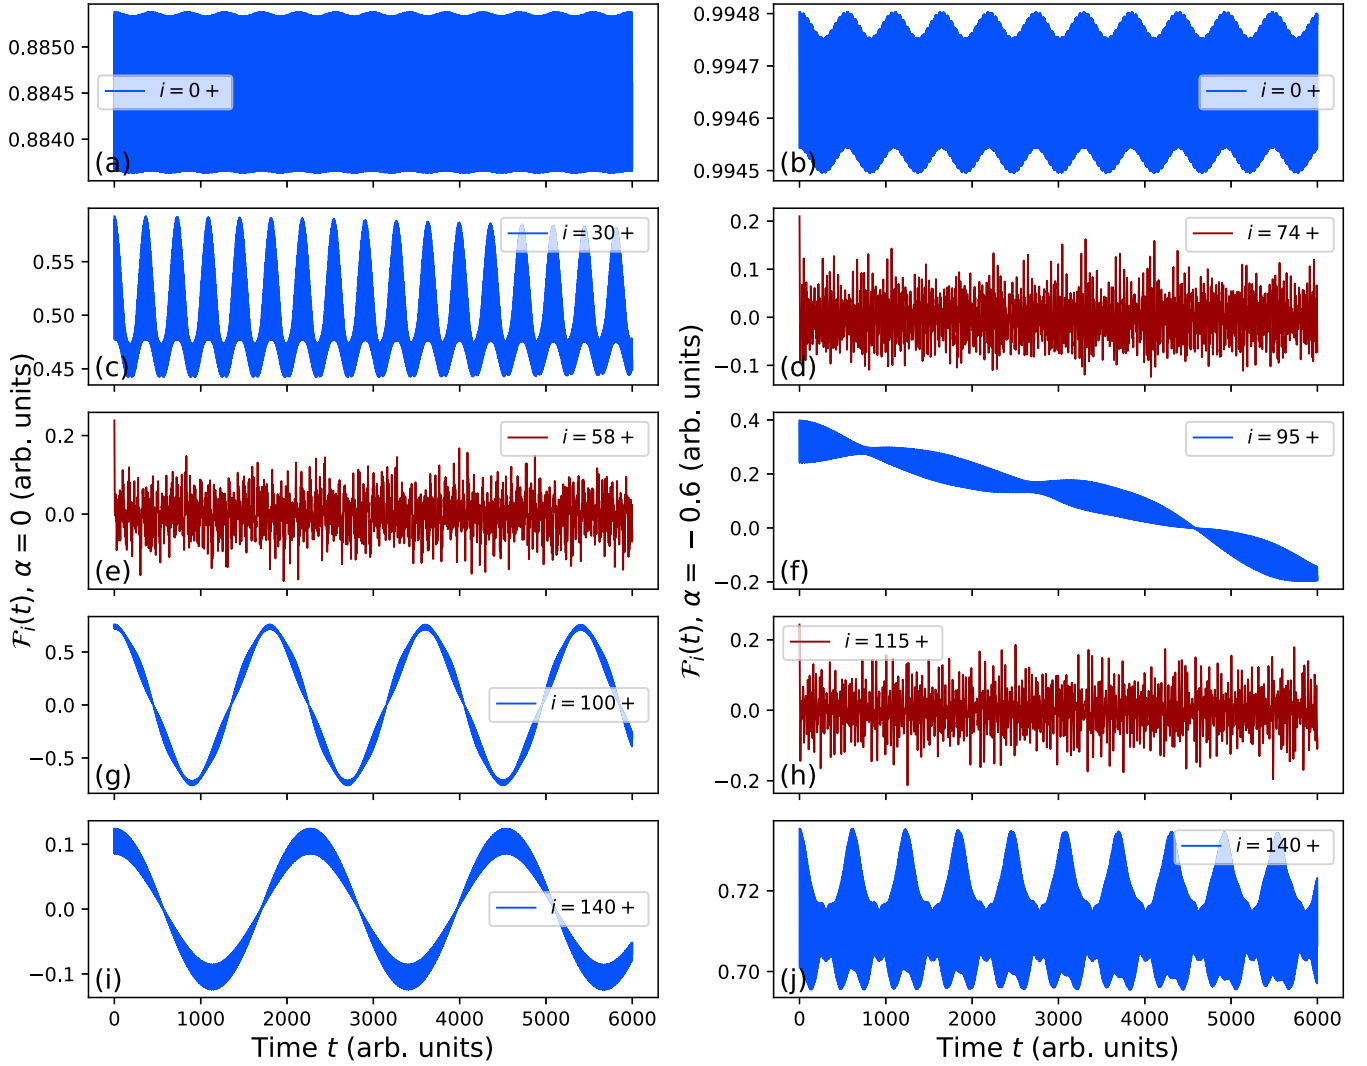 0.8850
0.8845
0.8840
i = 0 +
(a)
0.9948
0.9947
0.9946
0.9945
i = 0 +
(b)
0.55
0.50
0.45
i = 30 +
(c)
0.2
0.1
0.0
−0.1
i = 74 +
(d)
0.2
0.0
i = 58 +
(e)
0.4
0.2
0.0
−0.2
i = 95 +
(f)
0.5
0.0
−0.5
i = 100 +
(g)
0.2
0.0
−0.2
i = 115 +
(h)
0.1
0.0
−0.1
i = 140 +
(i)
0.72
0.70
i = 140 +
(j)
ℱᵢ(t), α = 0 (arb. units)
ℱᵢ(t), α = − 0.6 (arb. units)
0 1000 2000 3000 4000 5000 6000
0 1000 2000 3000 4000 5000 6000
Time t (arb. units)
Time t (arb. units)